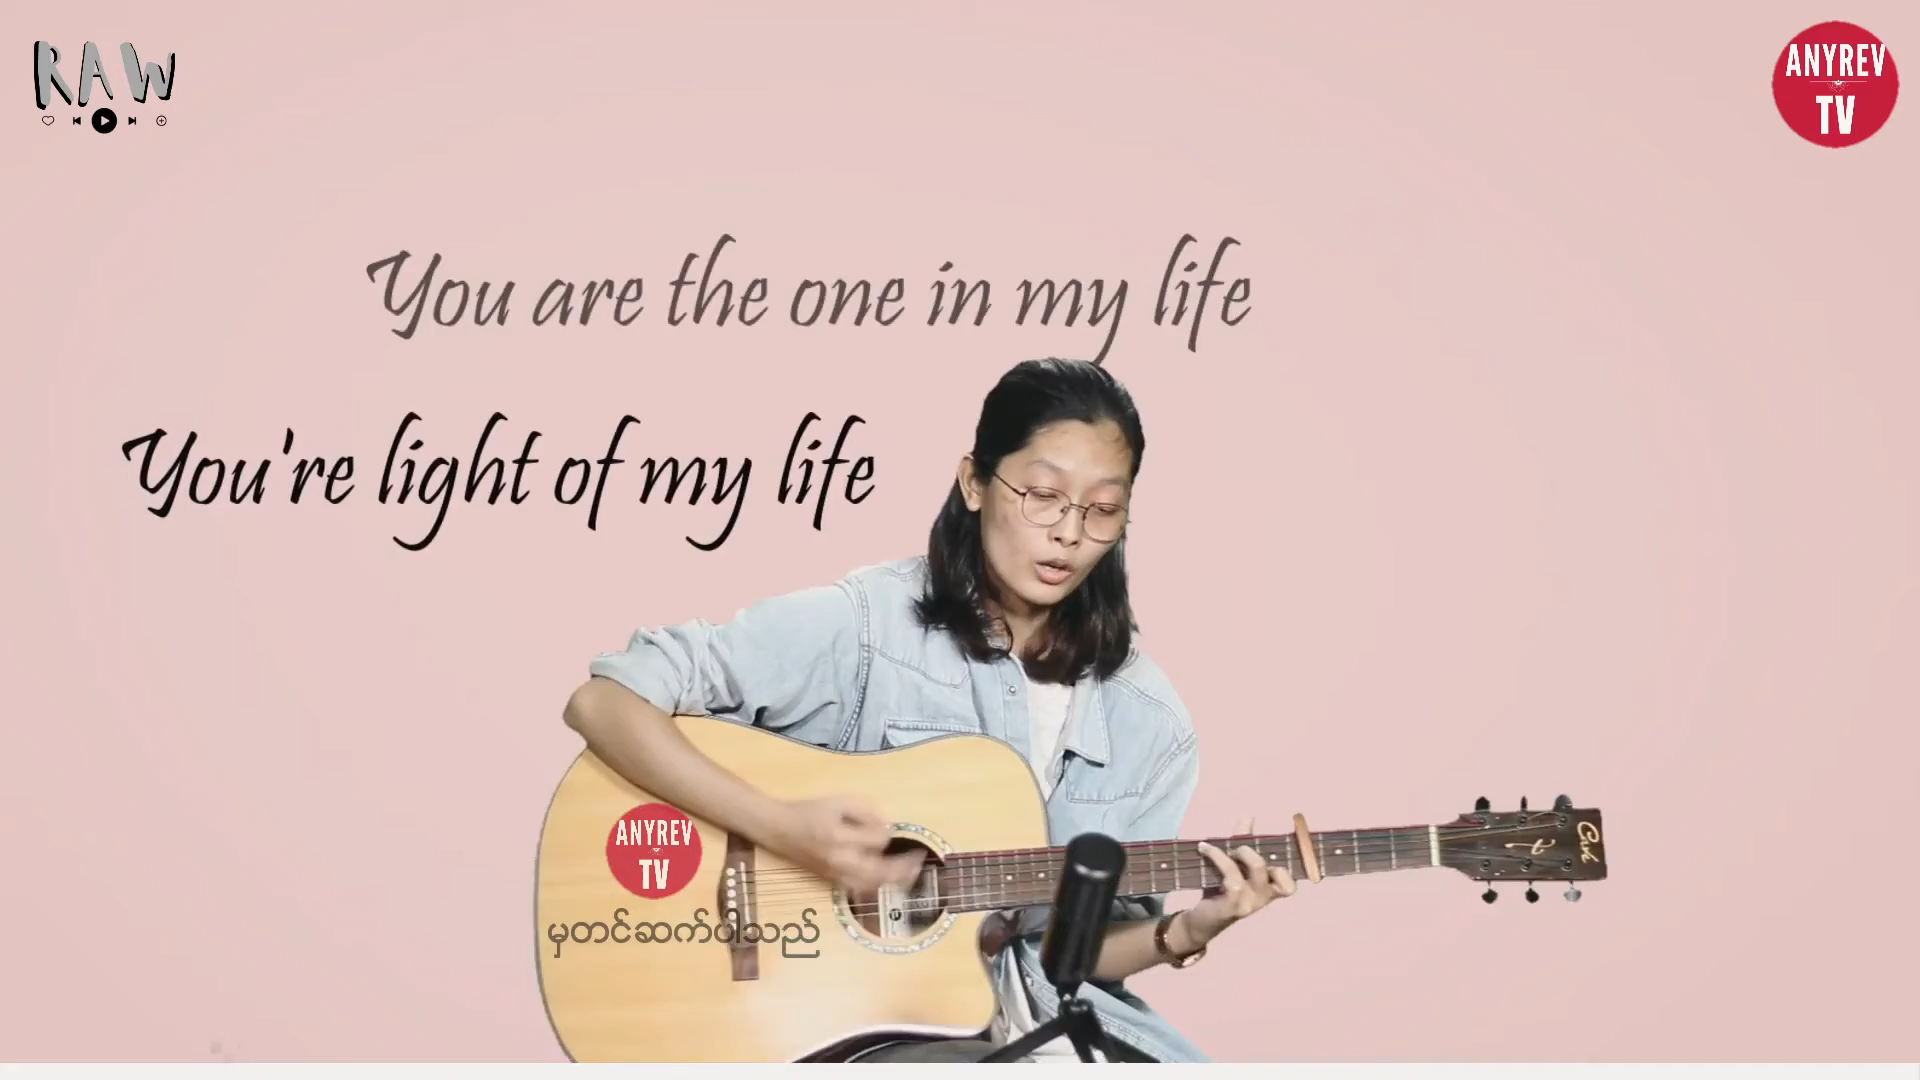 RAW
ANYREV
TV
You are the one in my life
You're light of my life
ANYREV
TV
မှတင်ဆက်ပါသည်